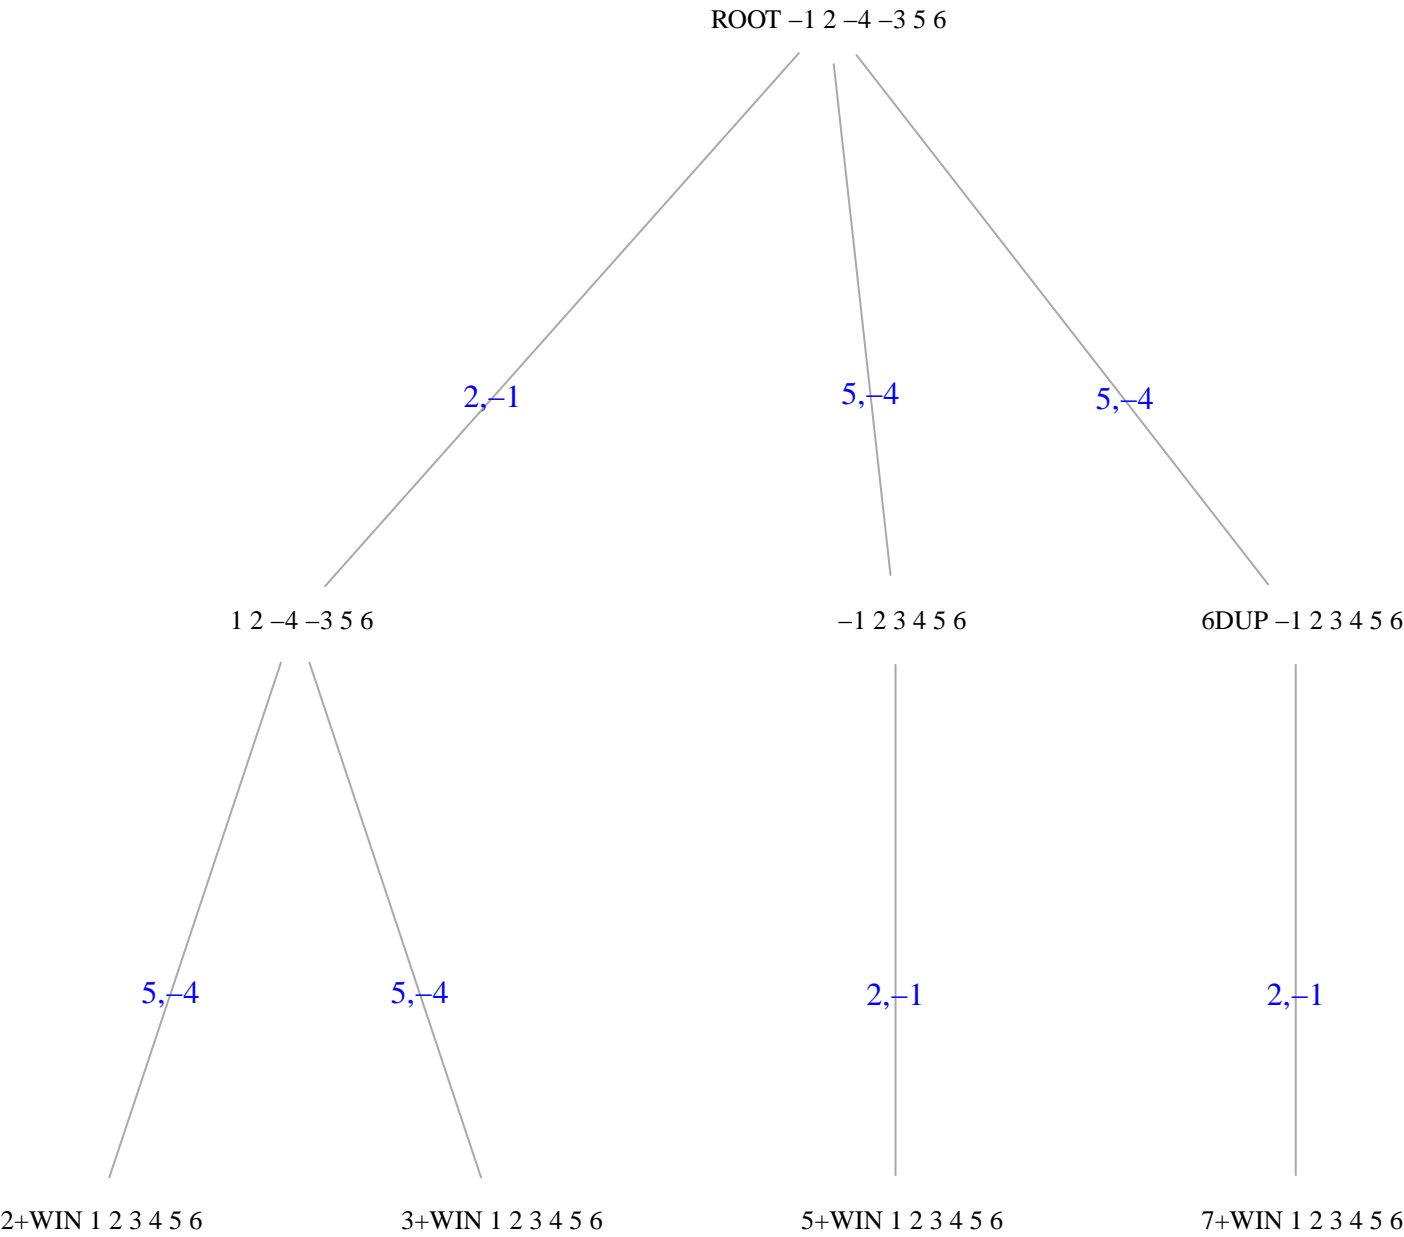 ROOT –1 2 –4 –3 5 6
2,–1
5,–4
5,–4
1 2 –4 –3 5 6
–1 2 3 4 5 6
6DUP –1 2 3 4 5 6
5,–4
5,–4
2,–1
2,–1
2+WIN 1 2 3 4 5 6
3+WIN 1 2 3 4 5 6
5+WIN 1 2 3 4 5 6
7+WIN 1 2 3 4 5 6